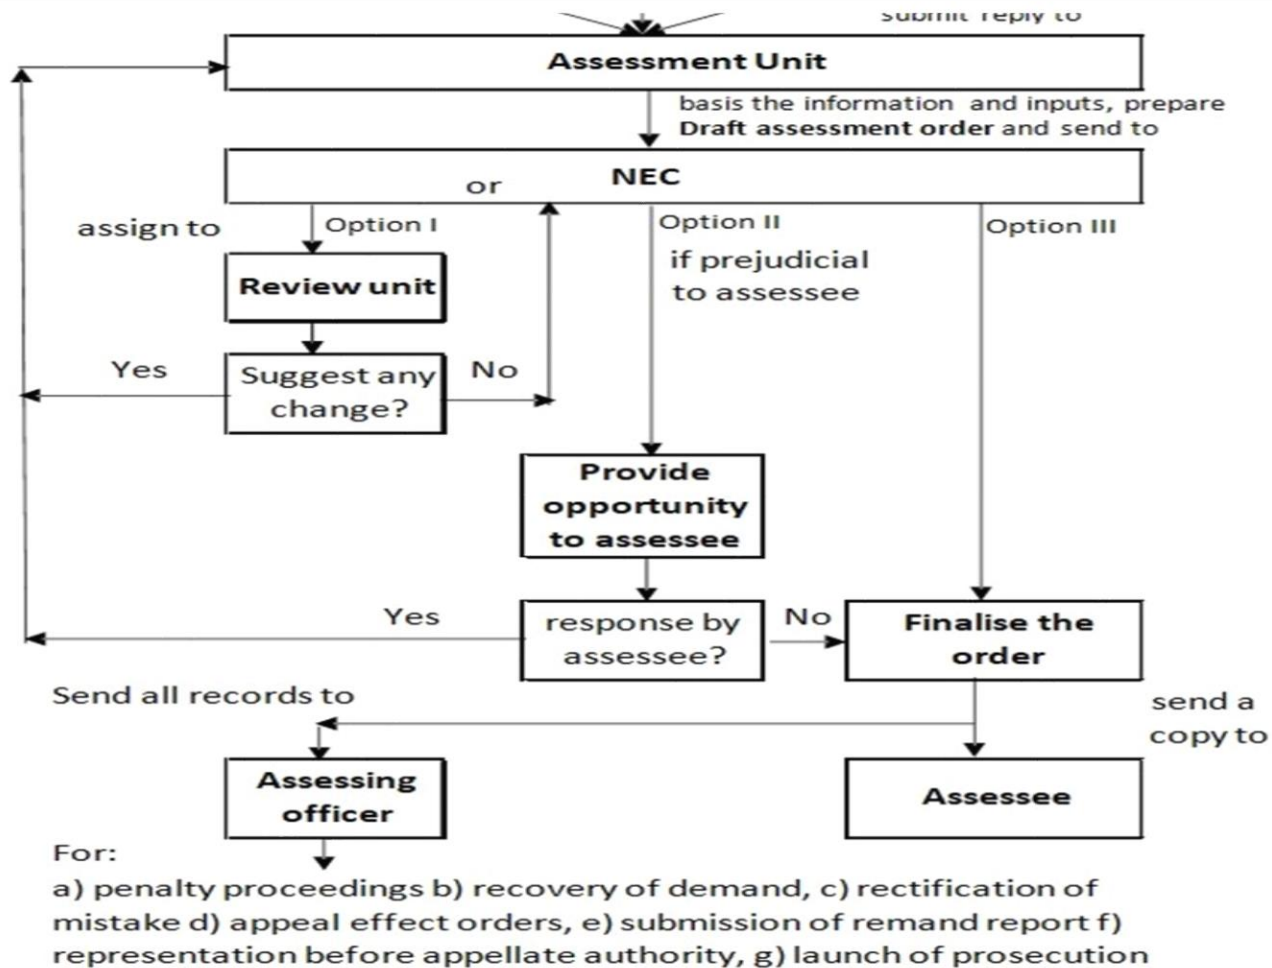 submit reply to
Assessment Unit
basis the information and inputs, prepare
Draft assessment order and send to
NEC
or
assign to
Option I
Option II
Option III
if prejudicial
to assessee
Review unit
Yes
Suggest any
change?
No
Provide
opportunity
to assessee
Yes
response by
assessee?
No
Finalise the
order
Send all records to
send a
copy to
Assessing
officer
Assessee
For:
a) penalty proceedings b) recovery of demand, c) rectification of
mistake d) appeal effect orders, e) submission of remand report f)
representation before appellate authority, g) launch of prosecution